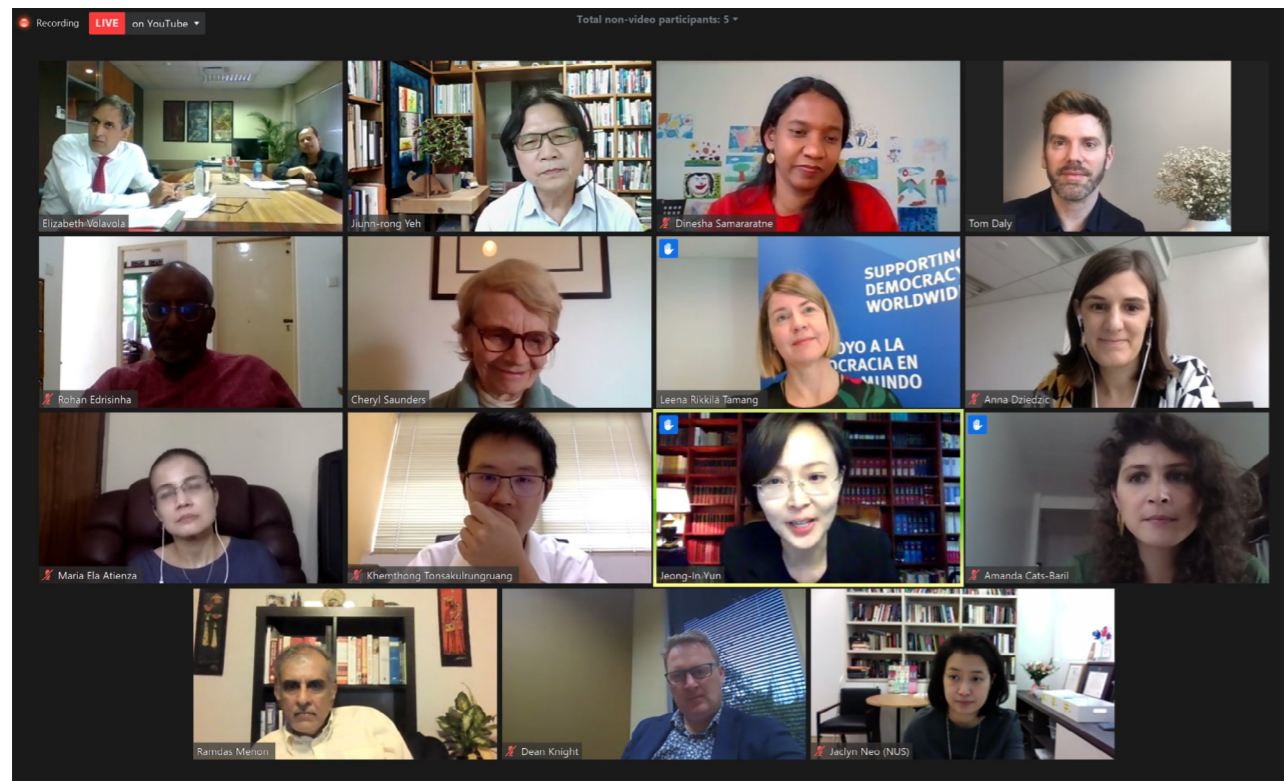 Recording
LIVE
on YouTube
Total non-video participants: 5
Elizabeth Volavola
Jiunn-rong Yeh
Dinesha Samararatne
Tom Daly
Rohan Edrisinha
Cheryl Saunders
SUPPORTING
DEMOCRACY
WORLDWID
OYO A LA
OCRACIA EN
MUNDO
Leena Rikkilä Tamang
Anna Dziedzic
Maria Ela Atienza
Khemthong Tonsakulrungruang
Jeong-In Yun
Amanda Cats-Baril
Ramdas Menon
Dean Knight
Jaclyn Neo (NUS)